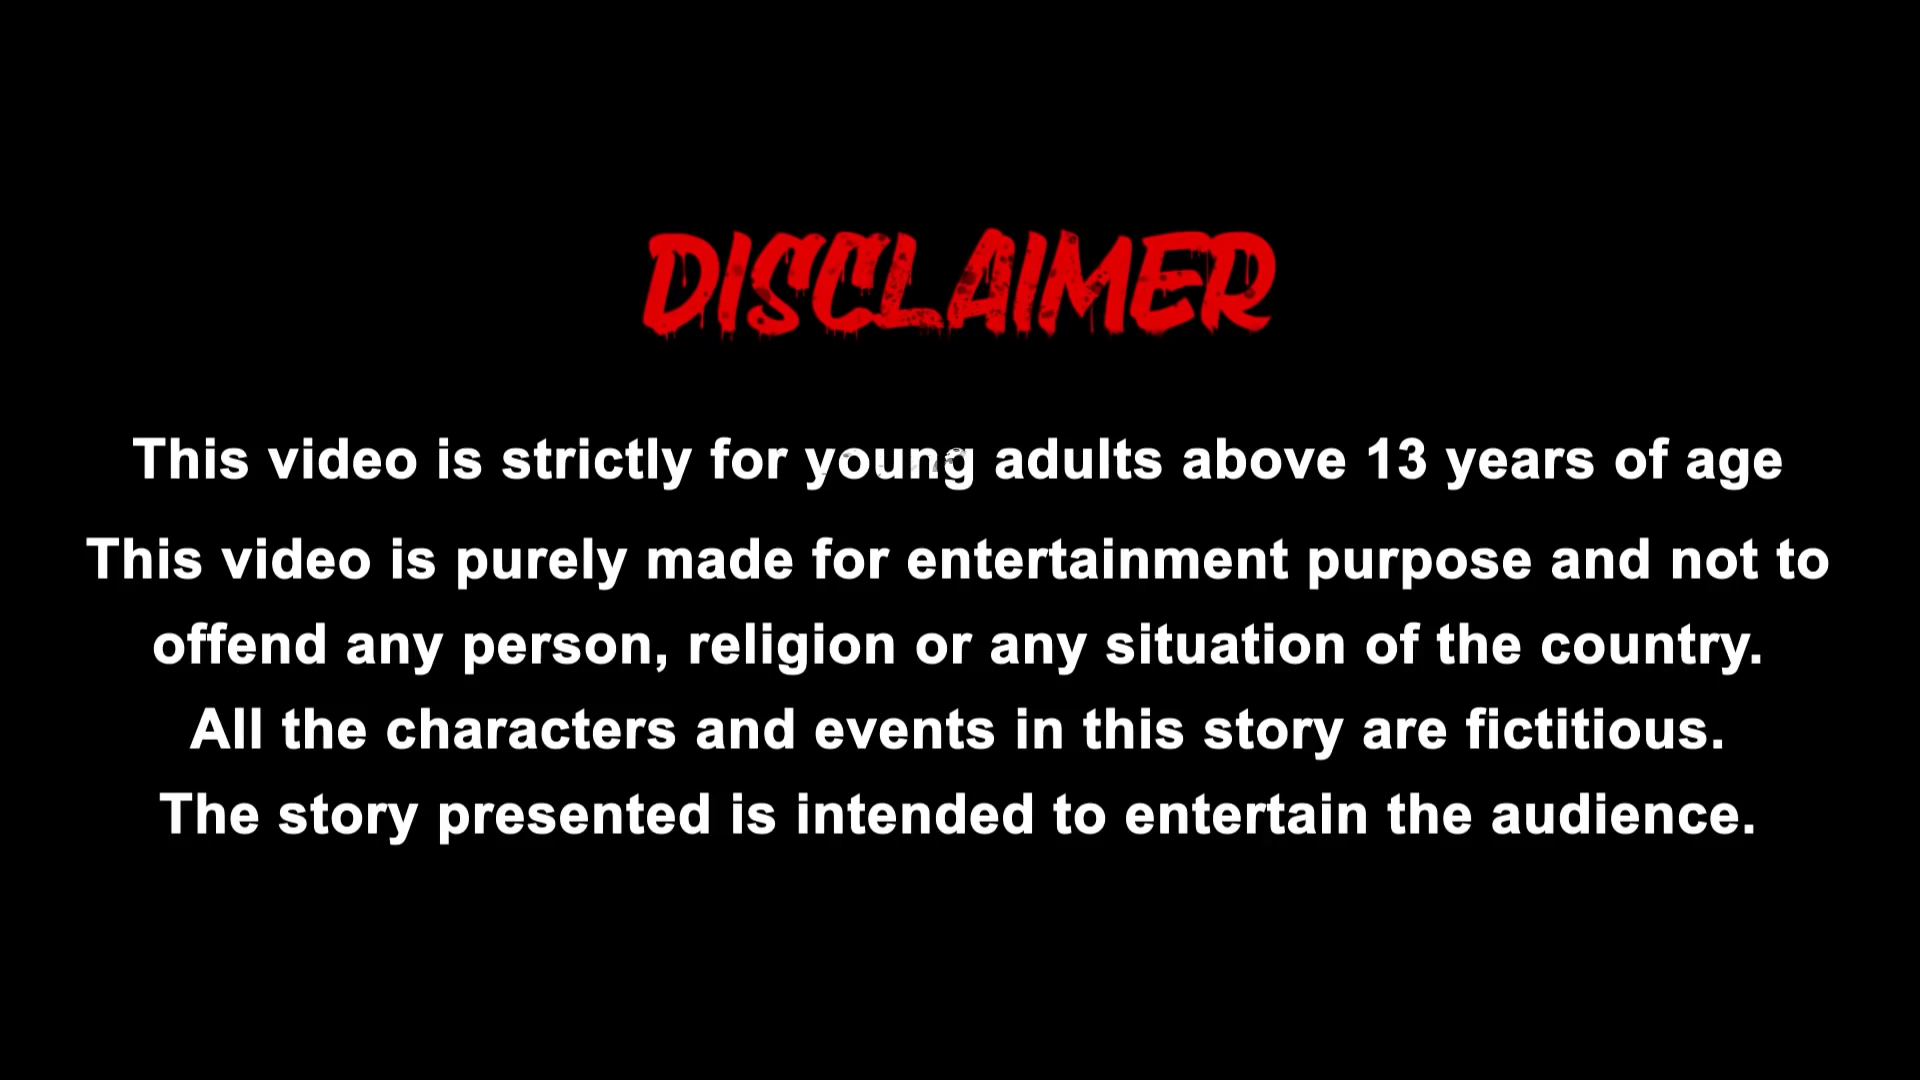 DISCLAIMER
This video is strictly for young adults above 13 years of age
This video is purely made for entertainment purpose and not to
offend any person, religion or any situation of the country.
All the characters and events in this story are fictitious.
The story presented is intended to entertain the audience.